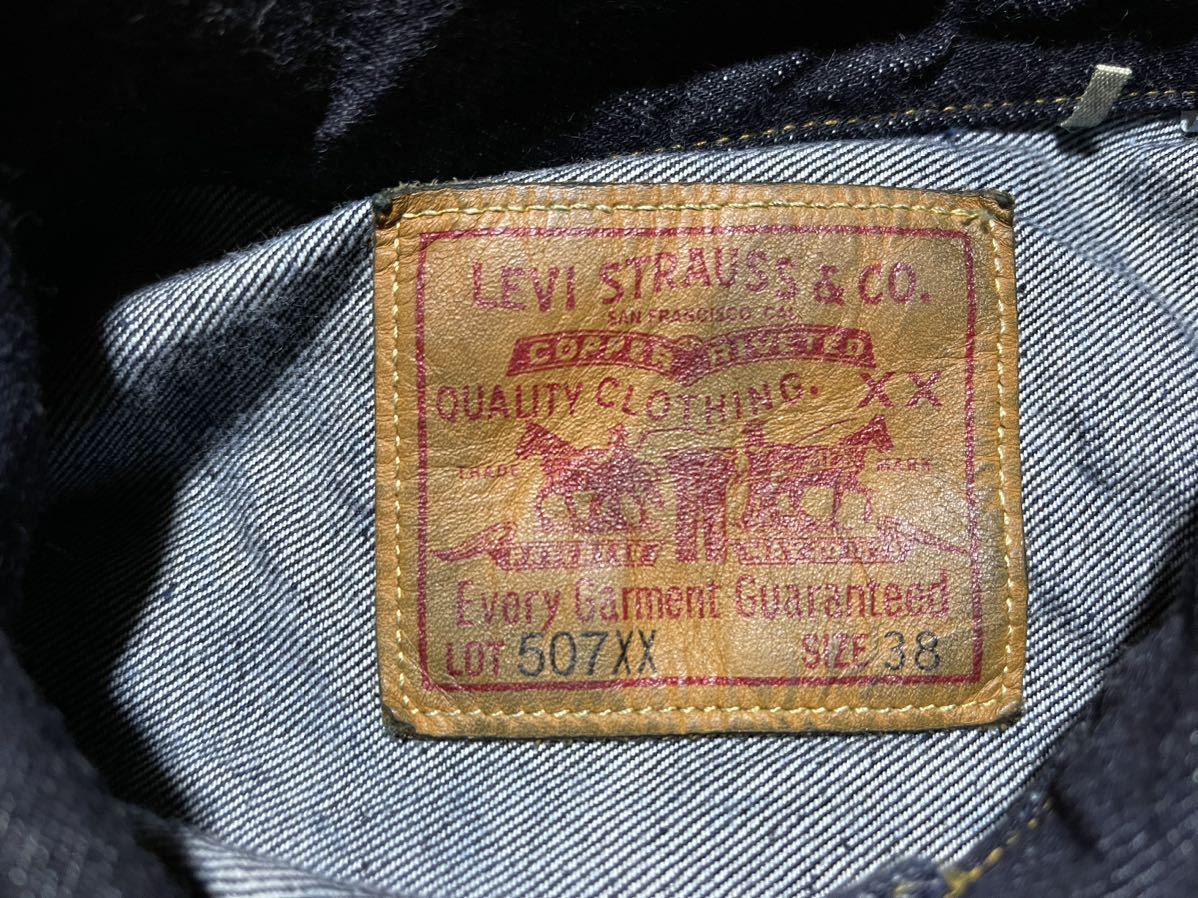 LEVI STRAUSS & CO.
SAN FRANCISCO CAL.
COPPER RIVETED
QUALITY CLOTHING. XX
TRADE MARK
Every Garment Guaranteed
LOT 507XX SIZE 38